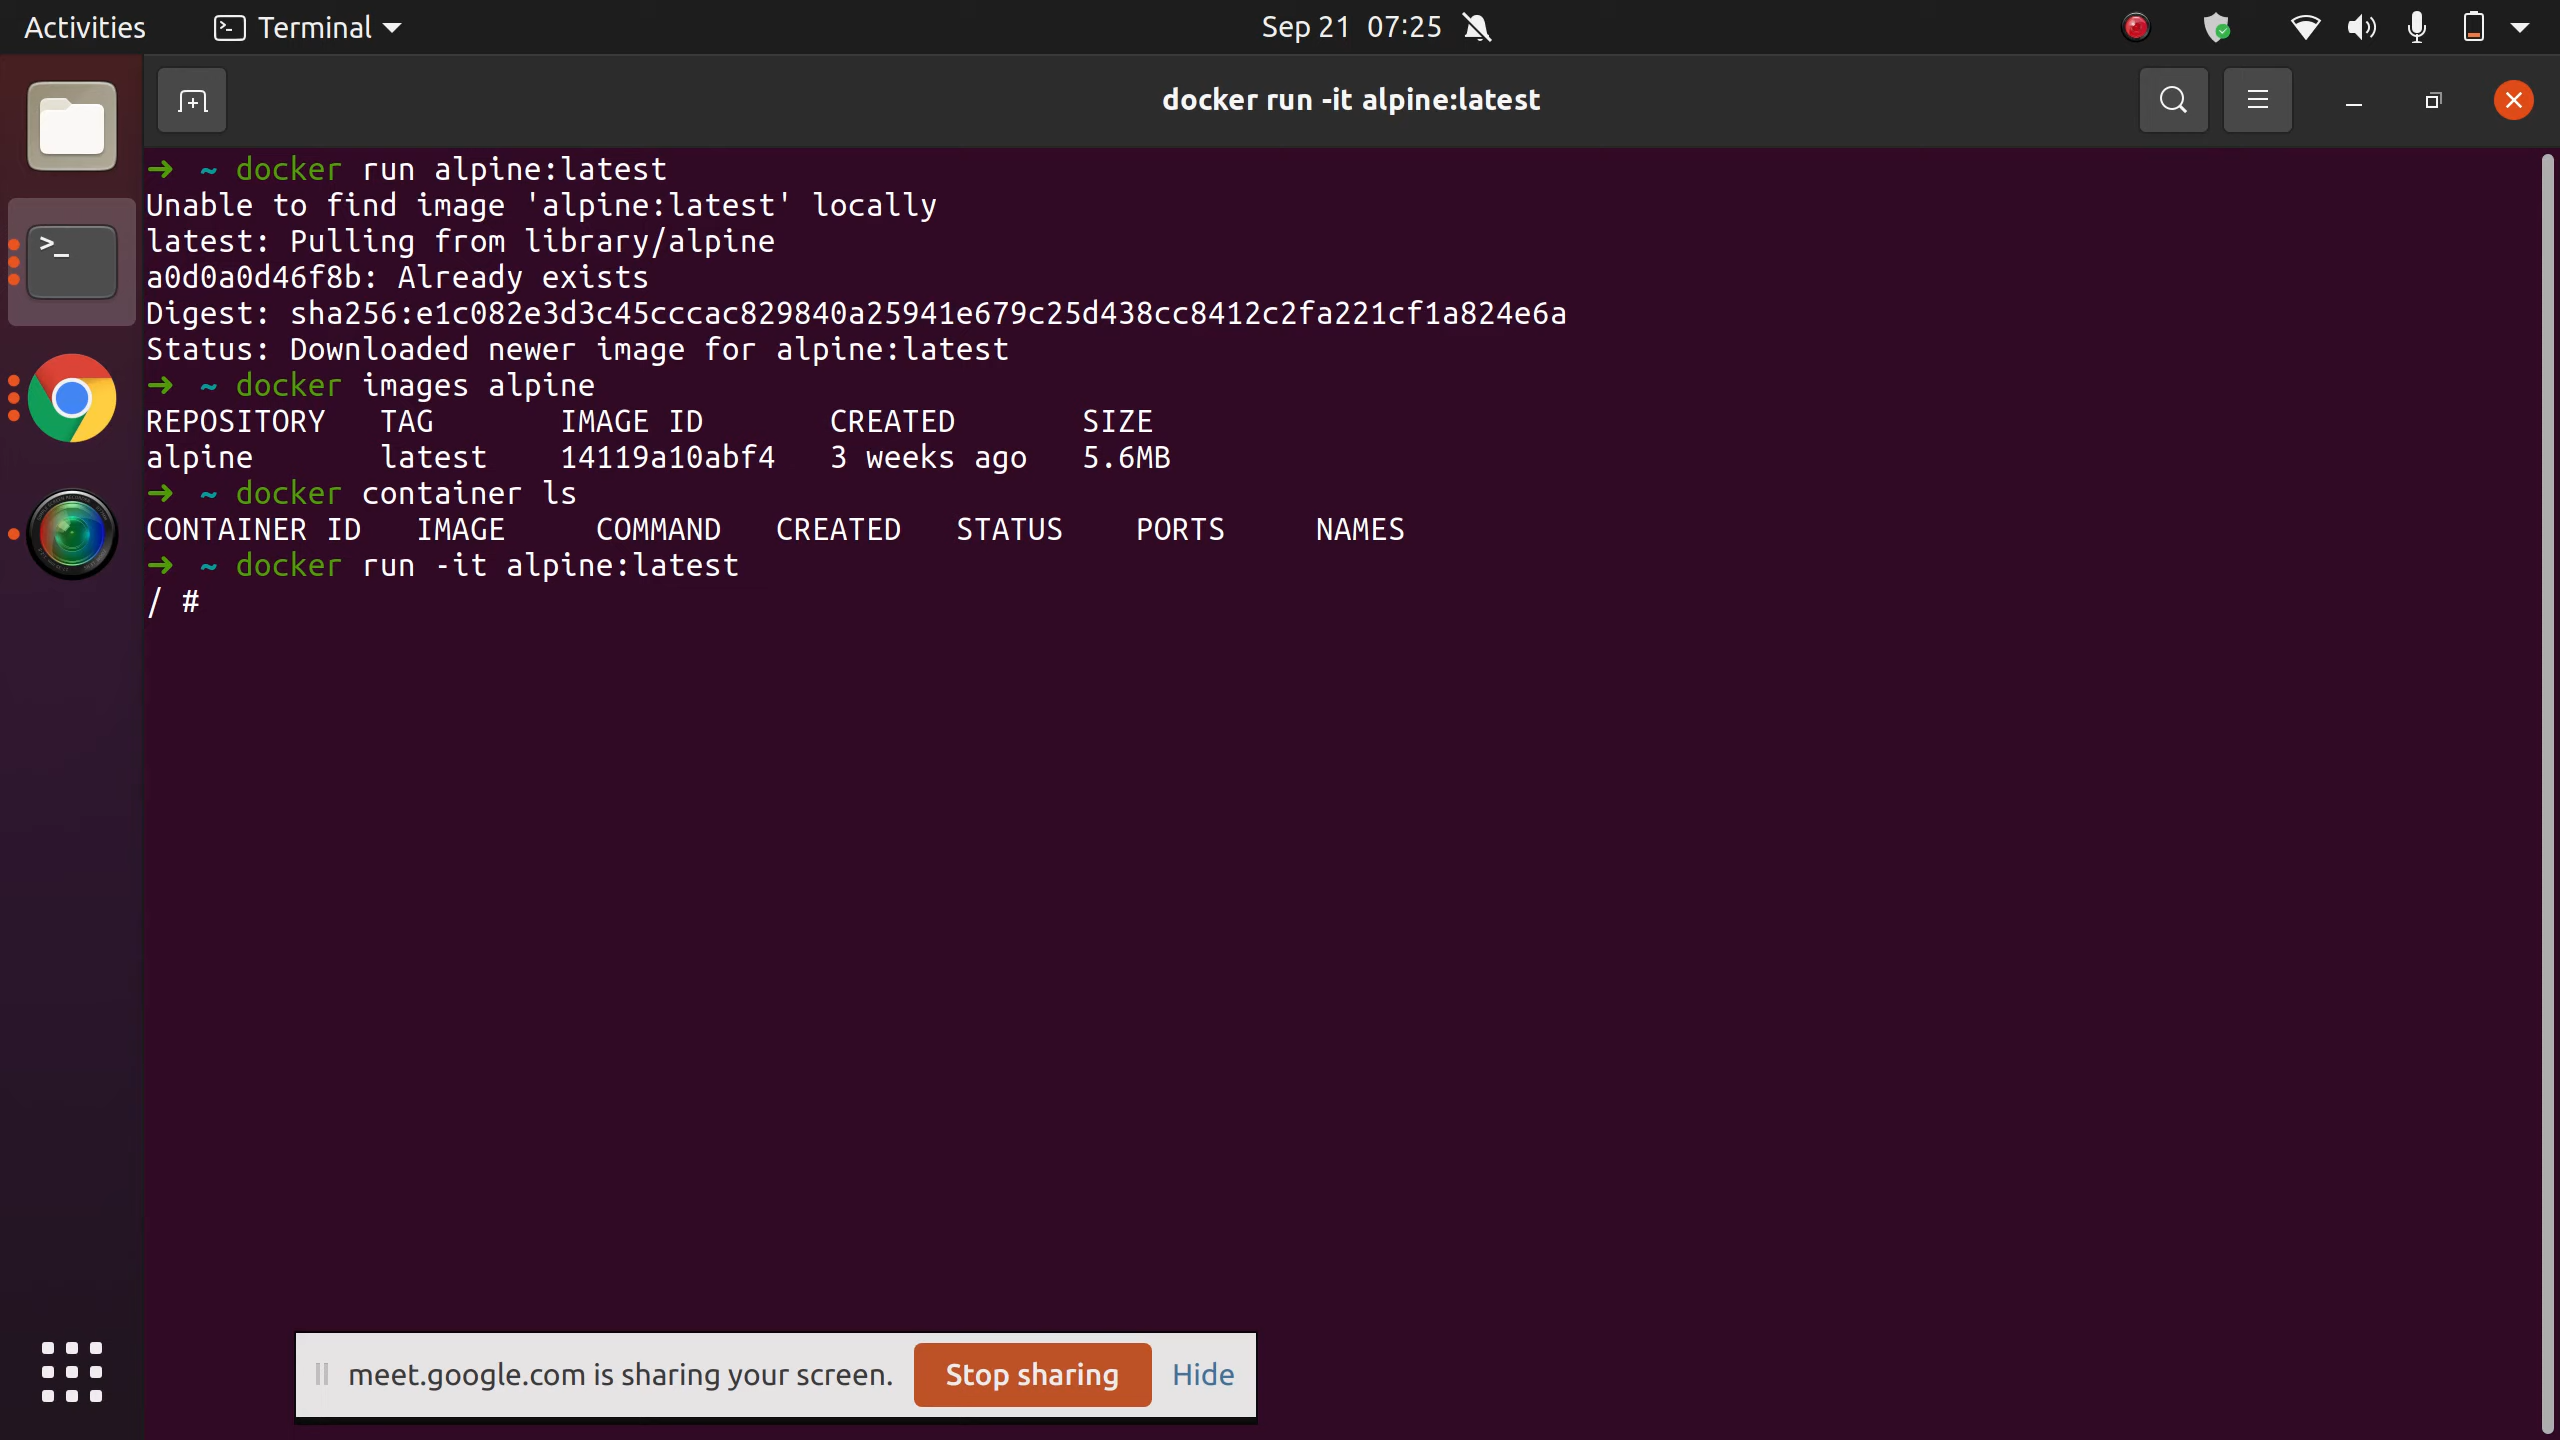 Activities Terminal Sep 21 07:25
docker run -it alpine:latest
➜ ~ docker run alpine:latest
Unable to find image 'alpine:latest' locally
latest: Pulling from library/alpine
a0d0a0d46f8b: Already exists
Digest: sha256:e1c082e3d3c45cccac829840a25941e679c25d438cc8412c2fa221cf1a824e6a
Status: Downloaded newer image for alpine:latest
➜ ~ docker images alpine
REPOSITORY TAG IMAGE ID CREATED SIZE
alpine latest 14119a10abf4 3 weeks ago 5.6MB
➜ ~ docker container ls
CONTAINER ID IMAGE COMMAND CREATED STATUS PORTS NAMES
➜ ~ docker run -it alpine:latest
/ #
meet.google.com is sharing your screen. Stop sharing Hide